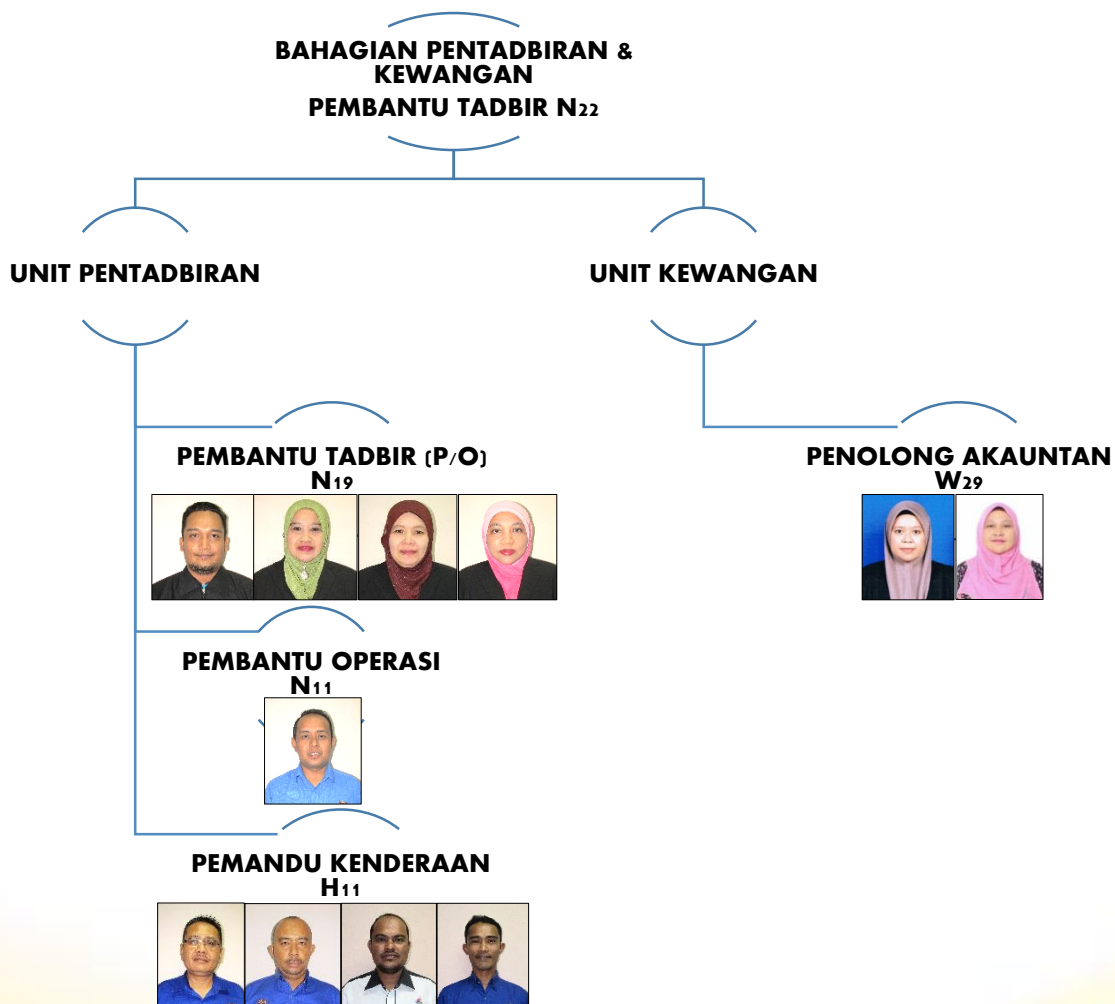 BAHAGIAN PENTADBIRAN &
KEWANGAN
PEMBANTU TADBIR N22
UNIT PENTADBIRAN
UNIT KEWANGAN
PEMBANTU TADBIR (P/O)
N19
PENOLONG AKAUNTAN
W29
PEMBANTU OPERASI
N11
PEMANDU KENDERAAN
H11